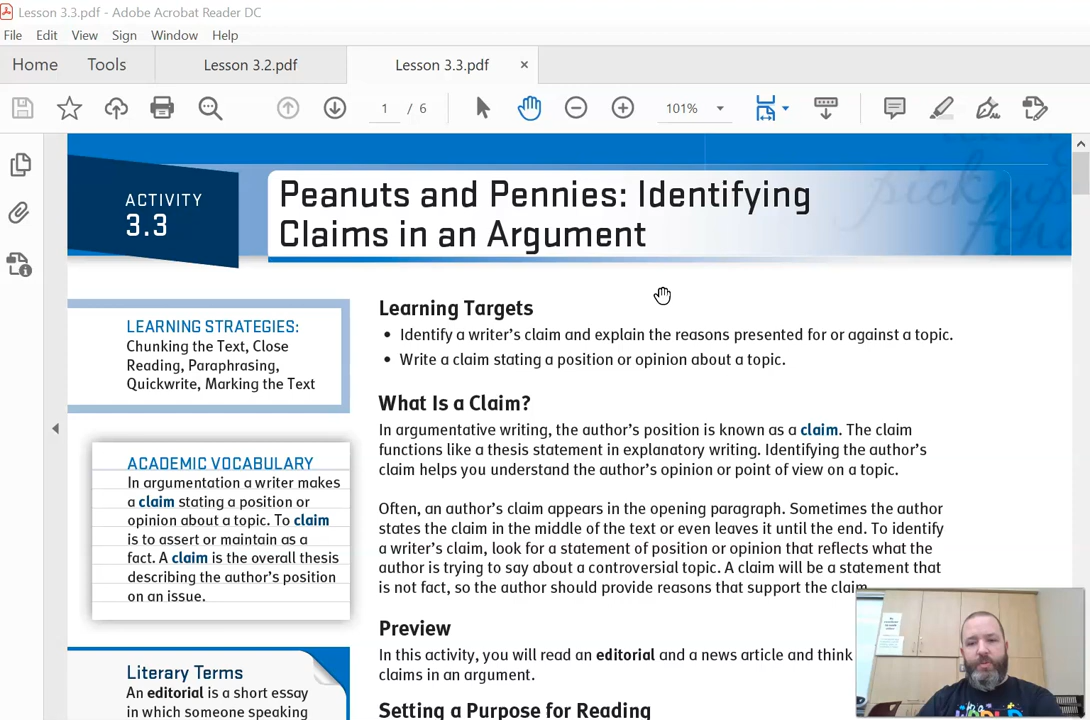 Lesson 3.3.pdf - Adobe Acrobat Reader DC
File Edit View Sign Window Help
Home Tools Lesson 3.2.pdf Lesson 3.3.pdf ×
1 / 6 101%
ACTIVITY
3.3
Peanuts and Pennies: Identifying
Claims in an Argument
LEARNING STRATEGIES:
Chunking the Text, Close
Reading, Paraphrasing,
Quickwrite, Marking the Text
ACADEMIC VOCABULARY
In argumentation a writer makes
a claim stating a position or
opinion about a topic. To claim
is to assert or maintain as a
fact. A claim is the overall thesis
describing the author's position
on an issue.
Literary Terms
An editorial is a short essay
in which someone speaking
Learning Targets
• Identify a writer's claim and explain the reasons presented for or against a topic.
• Write a claim stating a position or opinion about a topic.
What Is a Claim?
In argumentative writing, the author's position is known as a claim. The claim
functions like a thesis statement in explanatory writing. Identifying the author's
claim helps you understand the author's opinion or point of view on a topic.
Often, an author's claim appears in the opening paragraph. Sometimes the author
states the claim in the middle of the text or even leaves it until the end. To identify
a writer's claim, look for a statement of position or opinion that reflects what the
author is trying to say about a controversial topic. A claim will be a statement that
is not fact, so the author should provide reasons that support the claim
Preview
In this activity, you will read an editorial and a news article and think
claims in an argument.
Setting a Purpose for Reading